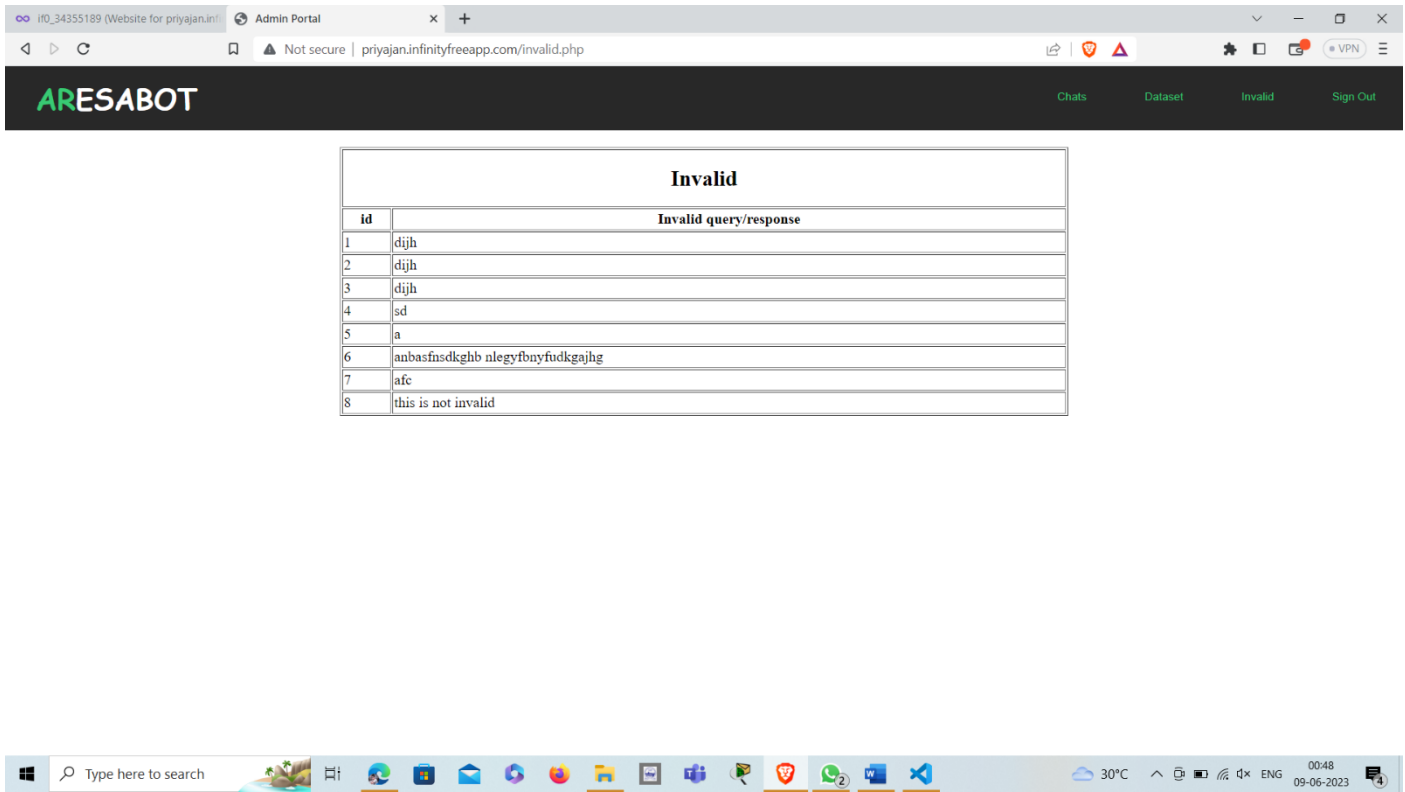 if0_34355189 (Website for priyajan.infi
Admin Portal
Not secure | priyajan.infinityfreeapp.com/invalid.php
VPN
ARESABOT
Chats Dataset Invalid Sign Out
Invalid
id Invalid query/response
1 dijh
2 dijh
3 dijh
4 sd
5 a
6 anbasfnsdkghb nlegyfbnyfudkgajhg
7 afc
8 this is not invalid
Type here to search
2
30°C
ENG
00:48
09-06-2023
4